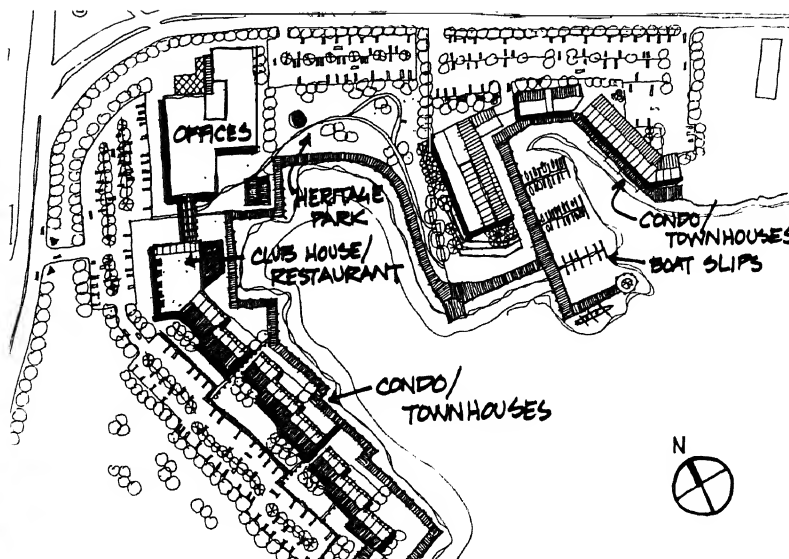 OFFICES
HERITAGE
PARK
CLUB HOUSE/
RESTAURANT
CONDO/
TOWNHOUSES
BOAT SLIPS
CONDO/
TOWNHOUSES
N